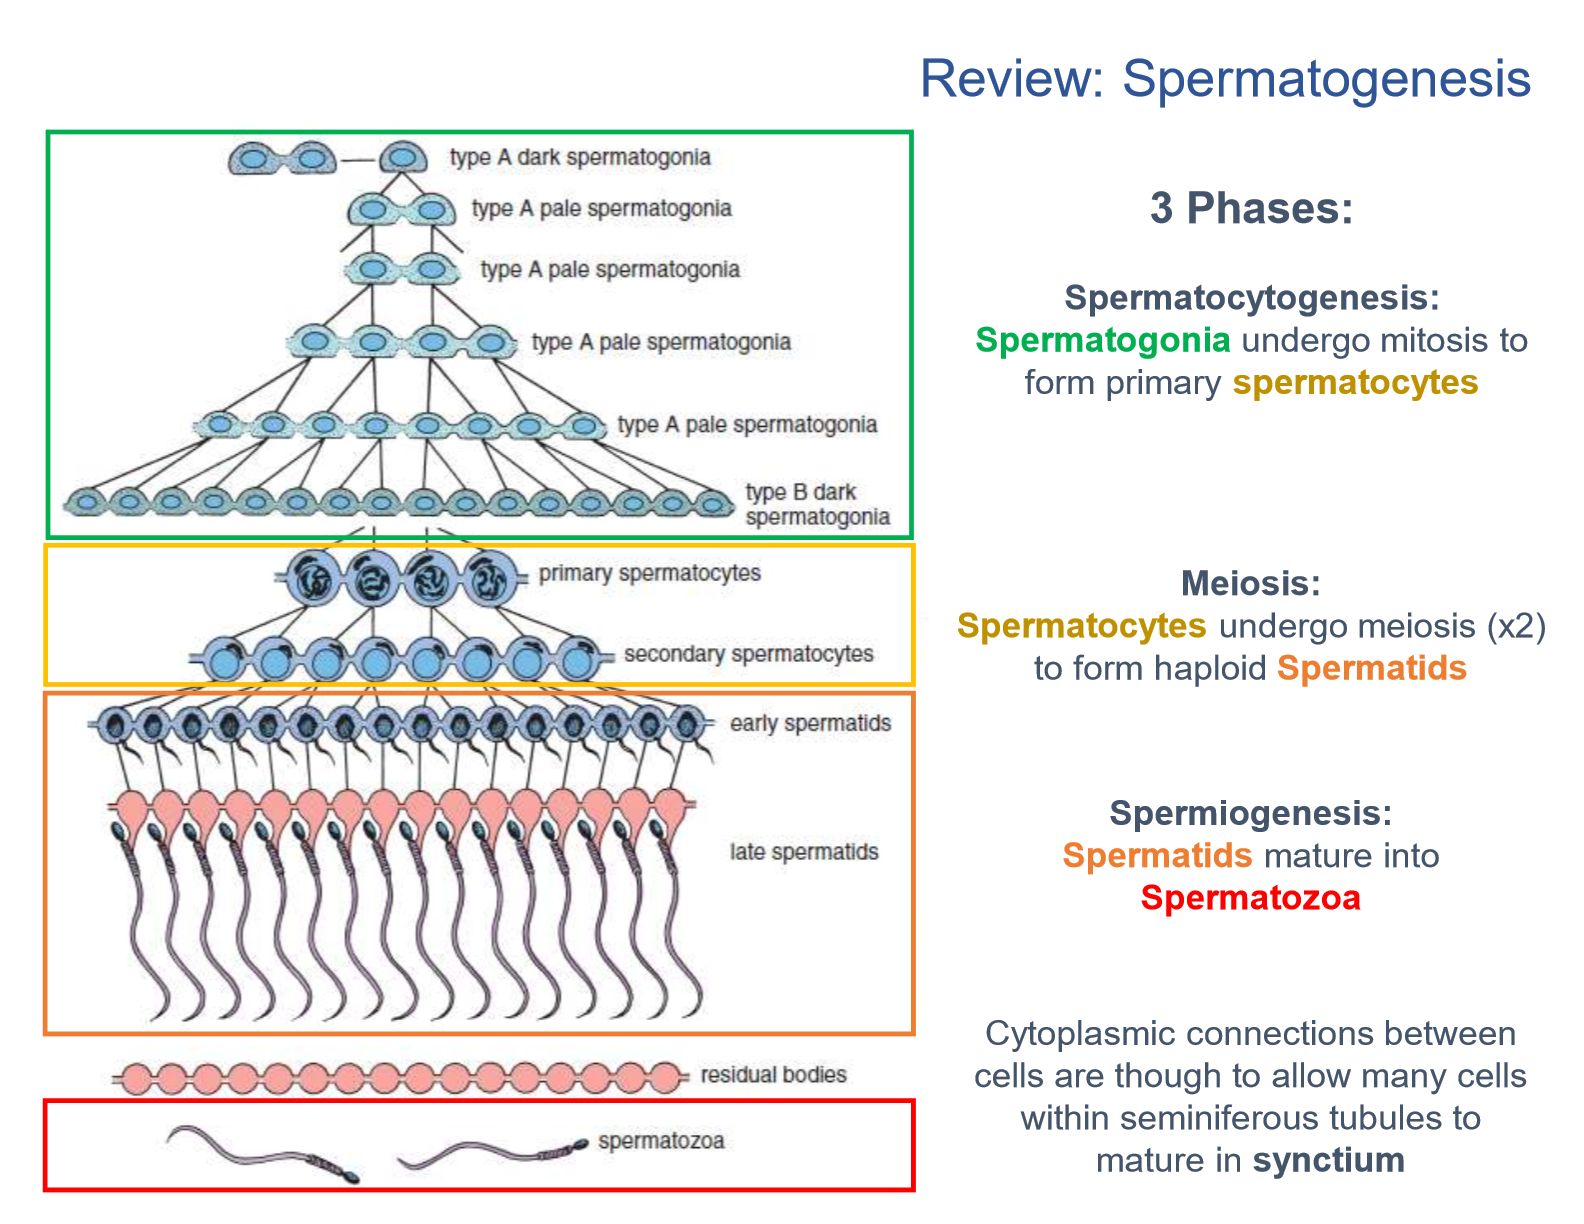 Review: Spermatogenesis
type A dark spermatogonia
type A pale spermatogonia
type A pale spermatogonia
type A pale spermatogonia
type A pale spermatogonia
type B dark
spermatogonia
primary spermatocytes
secondary spermatocytes
early spermatids
late spermatids
residual bodies
spermatozoa
3 Phases:
Spermatocytogenesis:
Spermatogonia undergo mitosis to
form primary spermatocytes
Meiosis:
Spermatocytes undergo meiosis (x2)
to form haploid Spermatids
Spermiogenesis:
Spermatids mature into
Spermatozoa
Cytoplasmic connections between
cells are though to allow many cells
within seminiferous tubules to
mature in synctium